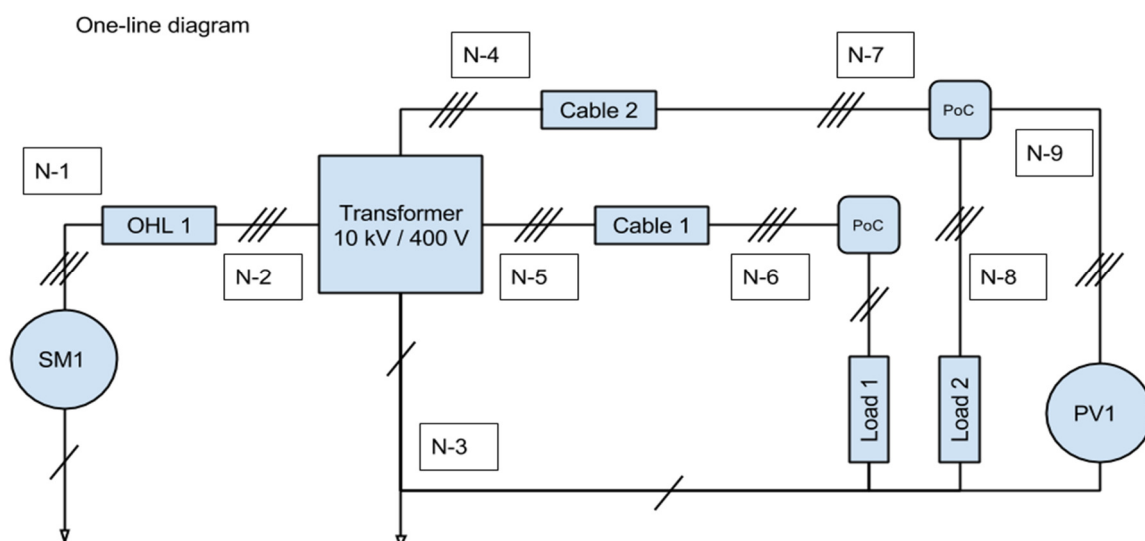 One-line diagram
N-4
N-7
Cable 2
PoC
N-1
N-9
OHL 1
Transformer
10 kV / 400 V
Cable 1
PoC
N-2
N-5
N-6
N-8
SM1
Load 1
Load 2
PV1
N-3